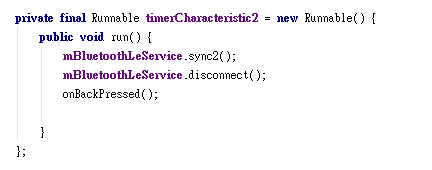 private final Runnable timerCharacteristic2 = new Runnable() {
    public void run() {
        mBluetoothLeService.sync2();
        mBluetoothLeService.disconnect();
        onBackPressed();
    }
};